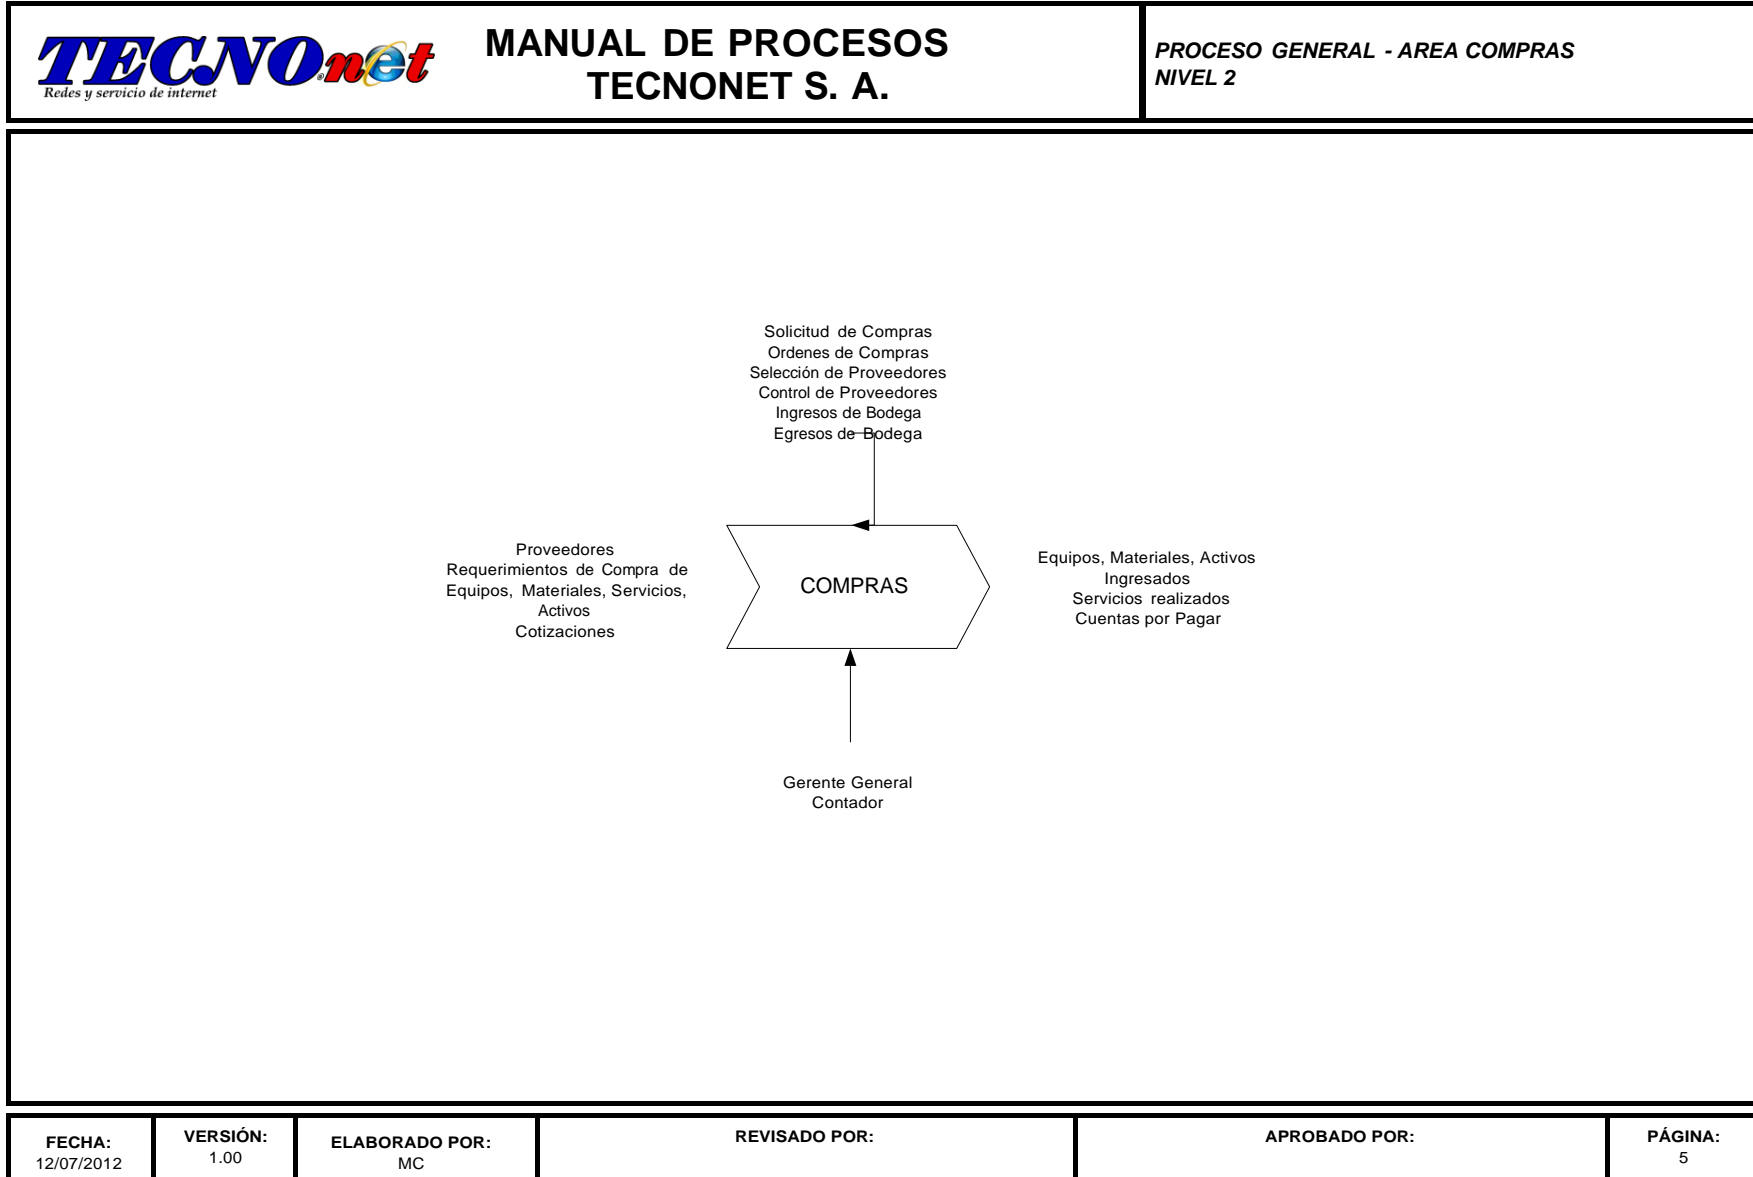 TECNOnet
Redes y servicio de internet
MANUAL DE PROCESOS
TECNONET S. A.
PROCESO GENERAL - AREA COMPRAS
NIVEL 2
Solicitud de Compras
Ordenes de Compras
Selección de Proveedores
Control de Proveedores
Ingresos de Bodega
Egresos de Bodega
Proveedores
Requerimientos de Compra de
Equipos, Materiales, Servicios,
Activos
Cotizaciones
COMPRAS
Equipos, Materiales, Activos
Ingresados
Servicios realizados
Cuentas por Pagar
Gerente General
Contador
FECHA:
12/07/2012
VERSIÓN:
1.00
ELABORADO POR:
MC
REVISADO POR:
APROBADO POR:
PÁGINA:
5